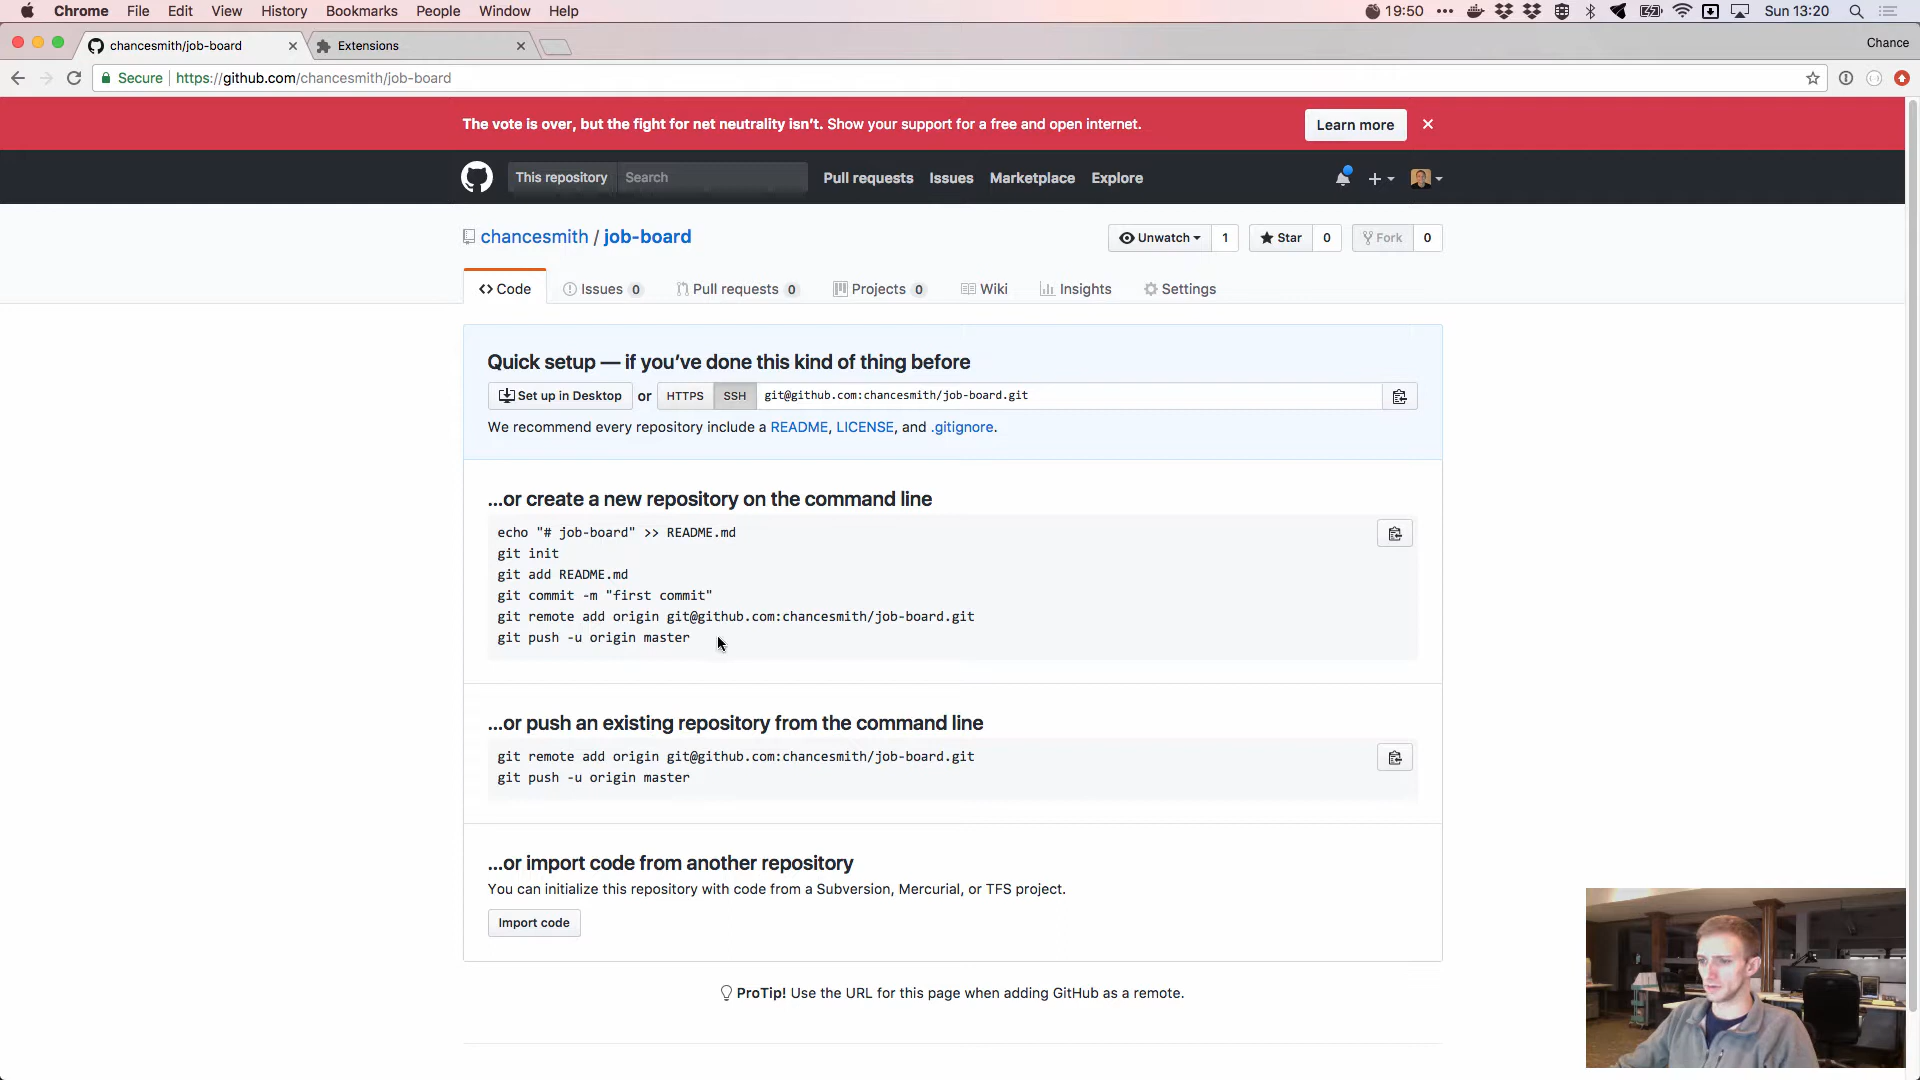 Chrome File Edit View History Bookmarks People Window Help 19:50 Sun 13:20
chancesmith/job-board Extensions Chance
Secure https://github.com/chancesmith/job-board
The vote is over, but the fight for net neutrality isn't. Show your support for a free and open internet. Learn more
This repository Search Pull requests Issues Marketplace Explore
chancesmith / job-board Unwatch 1 Star 0 Fork 0
Code Issues 0 Pull requests 0 Projects 0 Wiki Insights Settings
Quick setup — if you've done this kind of thing before
Set up in Desktop or HTTPS SSH git@github.com:chancesmith/job-board.git
We recommend every repository include a README, LICENSE, and .gitignore.
…or create a new repository on the command line
echo "# job-board" >> README.md
git init
git add README.md
git commit -m "first commit"
git remote add origin git@github.com:chancesmith/job-board.git
git push -u origin master
…or push an existing repository from the command line
git remote add origin git@github.com:chancesmith/job-board.git
git push -u origin master
…or import code from another repository
You can initialize this repository with code from a Subversion, Mercurial, or TFS project.
Import code
ProTip! Use the URL for this page when adding GitHub as a remote.